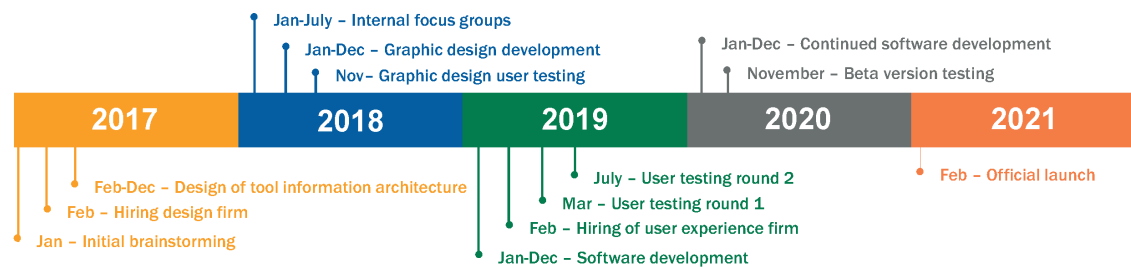 Jan-July – Internal focus groups
Jan-Dec – Graphic design development
Nov– Graphic design user testing
Jan-Dec – Continued software development
November – Beta version testing
2017
2018
2019
2020
2021
Feb-Dec – Design of tool information architecture
Feb – Hiring design firm
Jan – Initial brainstorming
July – User testing round 2
Mar – User testing round 1
Feb – Hiring of user experience firm
Jan-Dec – Software development
Feb – Official launch